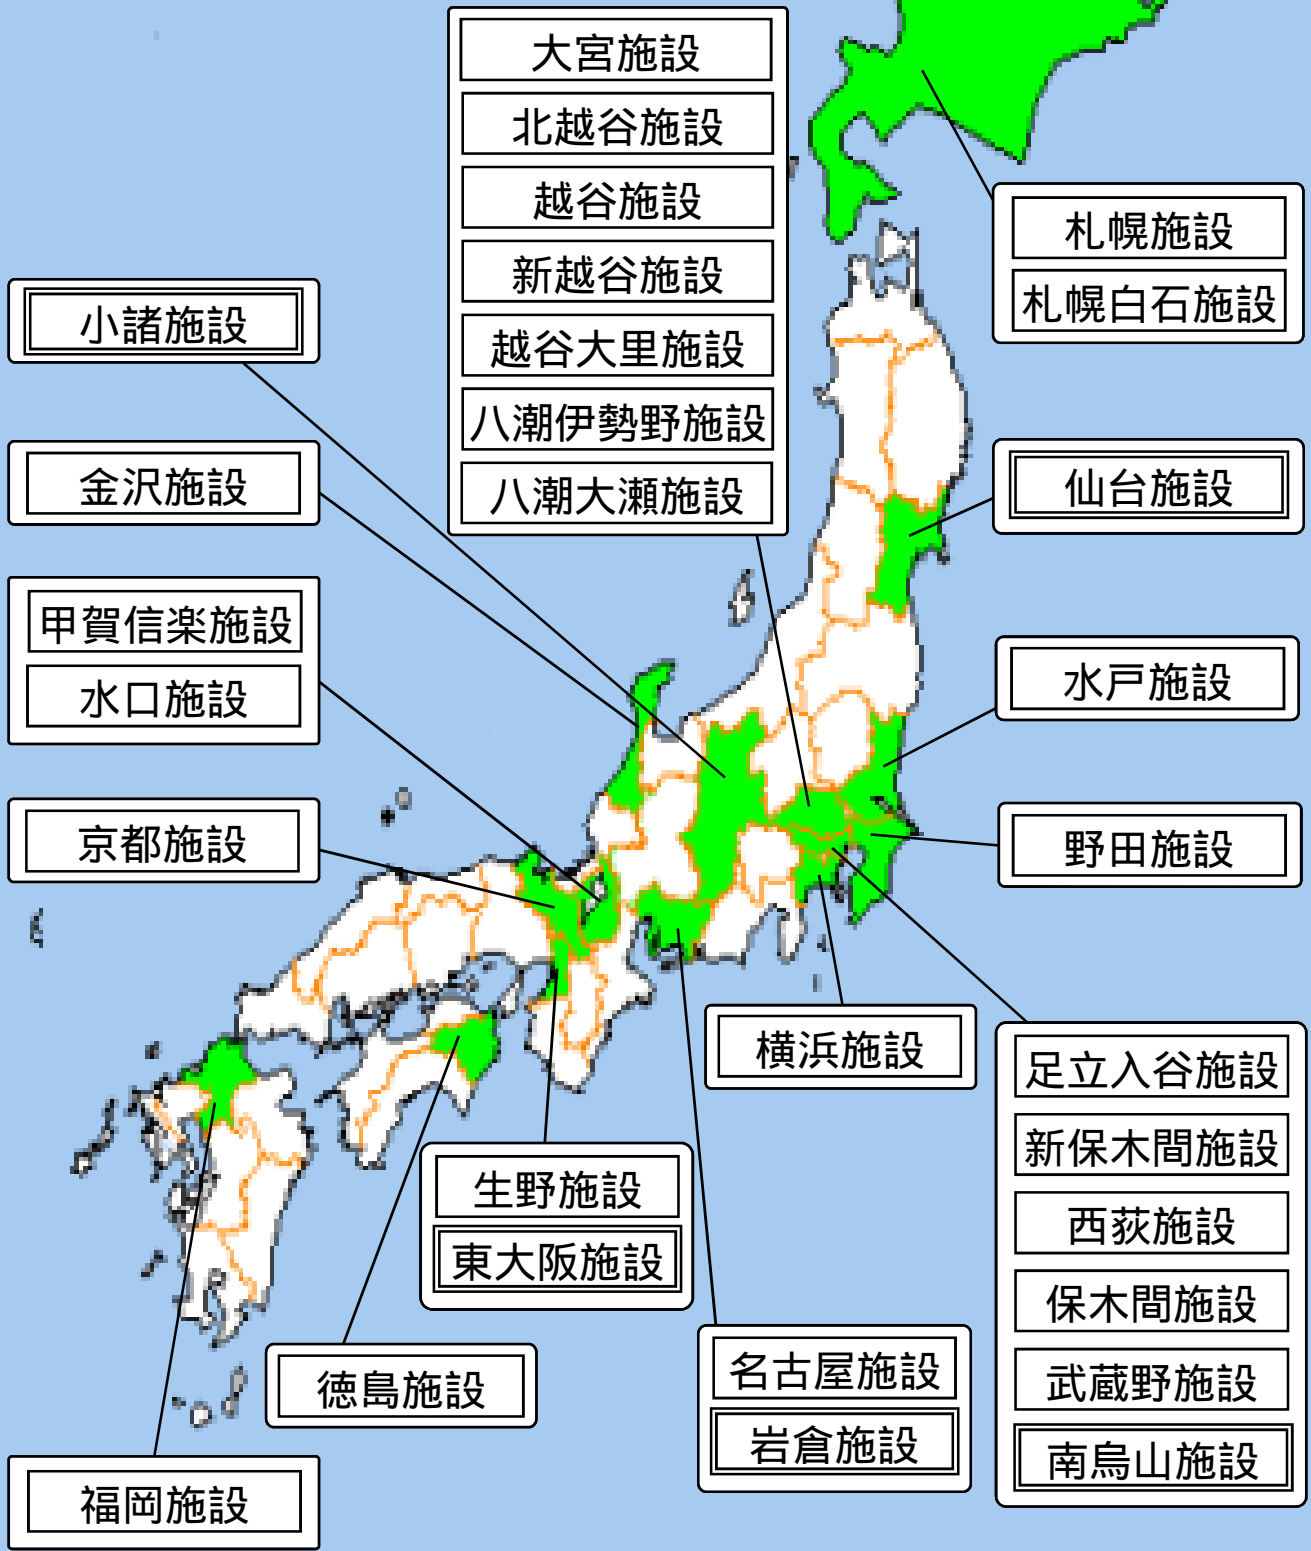 大宮施設
北越谷施設
越谷施設
新越谷施設
越谷大里施設
八潮伊勢野施設
八潮大瀬施設
札幌施設
札幌白石施設
小諸施設
金沢施設
仙台施設
甲賀信楽施設
水口施設
水戸施設
京都施設
野田施設
横浜施設
足立入谷施設
新保木間施設
西荻施設
保木間施設
武蔵野施設
南烏山施設
生野施設
東大阪施設
名古屋施設
岩倉施設
徳島施設
福岡施設